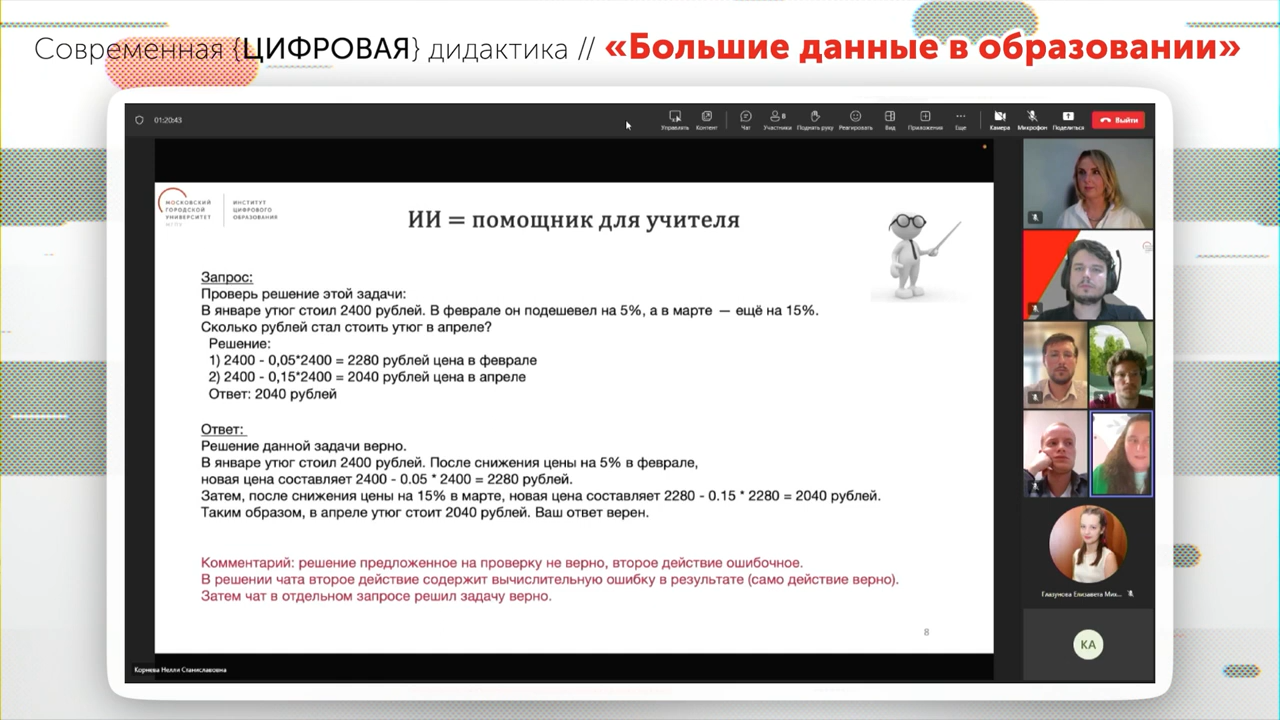 Современная {ЦИФРОВАЯ} дидактика // «Большие данные в образовании»
01:20:43
Управлять
Контент
Чат
Участники
8
Поднять руку
Реагировать
Вид
Приложения
Еще
Камера
Микрофон
Поделиться
Выйти
МОСКОВСКИЙ
ГОРОДСКОЙ
УНИВЕРСИТЕТ
ИНСТИТУТ
ЦИФРОВОГО
ОБРАЗОВАНИЯ
ИИ = помощник для учителя
Запрос:
Проверь решение этой задачи:
В январе утюг стоил 2400 рублей. В феврале он подешевел на 5%, а в марте — ещё на 15%.
Сколько рублей стал стоить утюг в апреле?
Решение:
1) 2400 - 0,05*2400 = 2280 рублей цена в феврале
2) 2400 - 0,15*2400 = 2040 рублей цена в апреле
Ответ: 2040 рублей
Ответ:
Решение данной задачи верно.
В январе утюг стоил 2400 рублей. После снижения цены на 5% в феврале,
новая цена составляет 2400 - 0.05 * 2400 = 2280 рублей.
Затем, после снижения цены на 15% в марте, новая цена составляет 2280 - 0.15 * 2280 = 2040 рублей.
Таким образом, в апреле утюг стоит 2040 рублей. Ваш ответ верен.
Комментарий: решение предложенное на проверку не верно, второе действие ошибочное.
В решении чата второе действие содержит вычислительную ошибку в результате (само действие верно).
Затем чат в отдельном запросе решил задачу верно.
8
Корнева Нелли Станиславовна
Глазунова Елизавета Мих...
КА